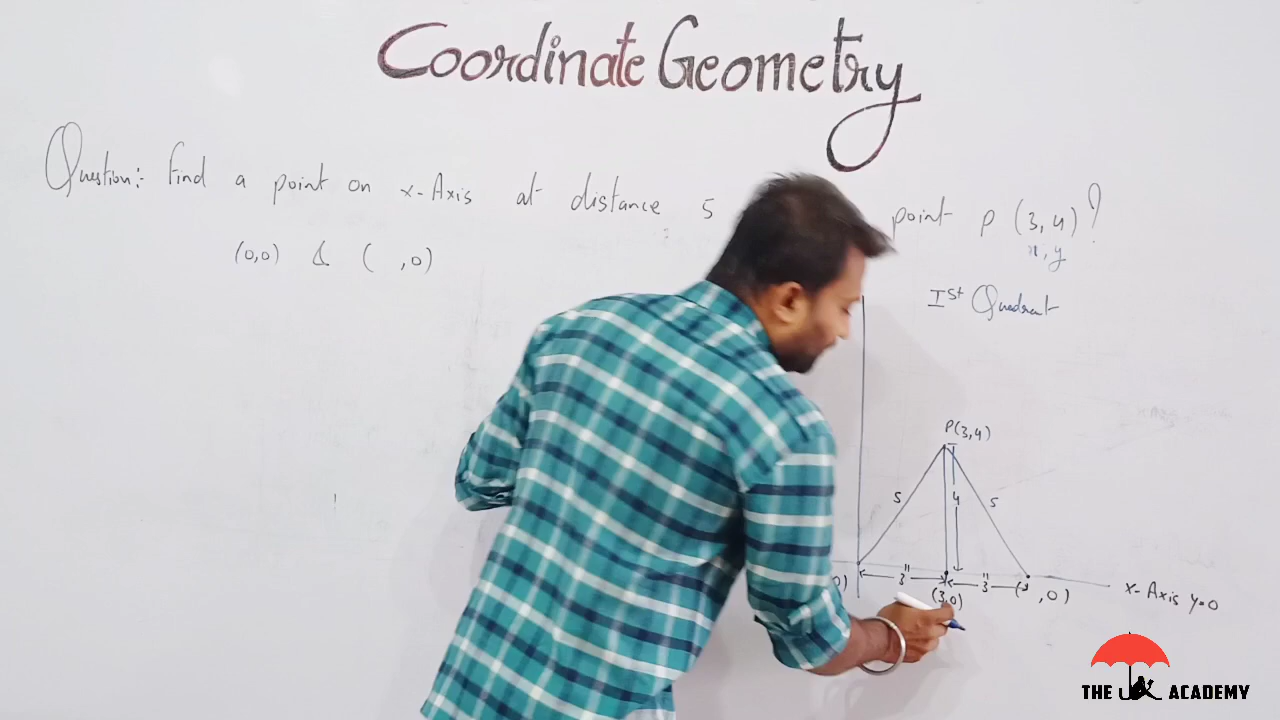 Coordinate Geometry
Question:- Find a point on x-Axis at distance 5 point P (3,4)?
x, y
(0,0) & ( ,0)
Ist Quadrant
P(3,4)
5 4 5
0) 3" 3" ( ,0)
(3,0)
x-Axis y=0
THE ACADEMY